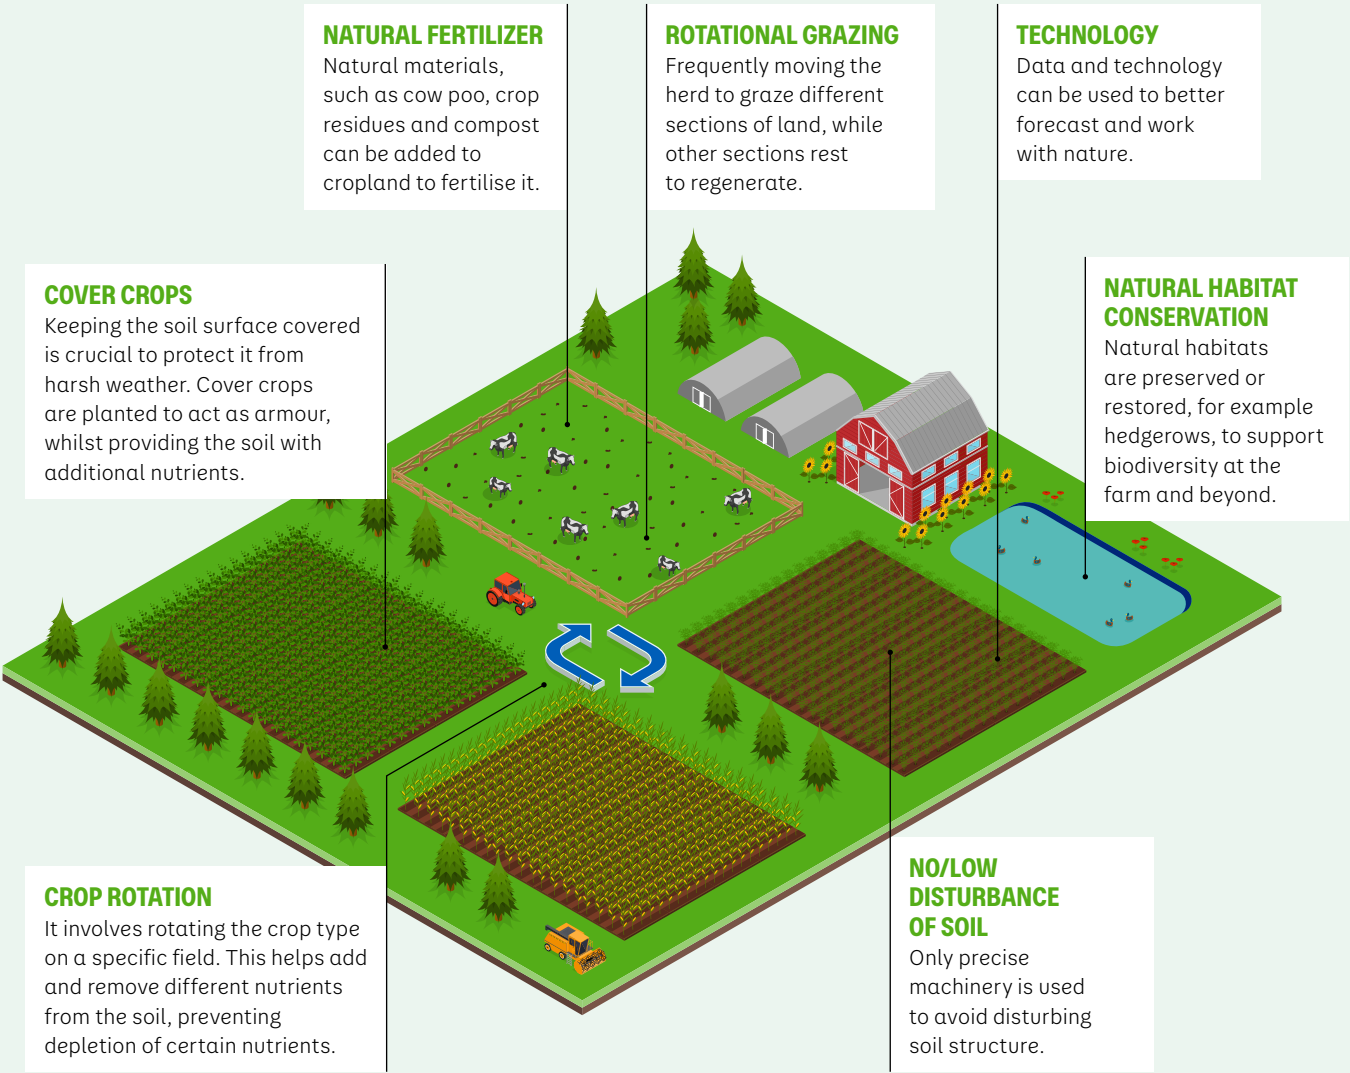 NATURAL FERTILIZER
Natural materials,
such as cow poo, crop
residues and compost
can be added to
cropland to fertilise it.
ROTATIONAL GRAZING
Frequently moving the
herd to graze different
sections of land, while
other sections rest
to regenerate.
TECHNOLOGY
Data and technology
can be used to better
forecast and work
with nature.
COVER CROPS
Keeping the soil surface covered
is crucial to protect it from
harsh weather. Cover crops
are planted to act as armour,
whilst providing the soil with
additional nutrients.
NATURAL HABITAT
CONSERVATION
Natural habitats
are preserved or
restored, for example
hedgerows, to support
biodiversity at the
farm and beyond.
CROP ROTATION
It involves rotating the crop type
on a specific field. This helps add
and remove different nutrients
from the soil, preventing
depletion of certain nutrients.
NO/LOW
DISTURBANCE
OF SOIL
Only precise
machinery is used
to avoid disturbing
soil structure.